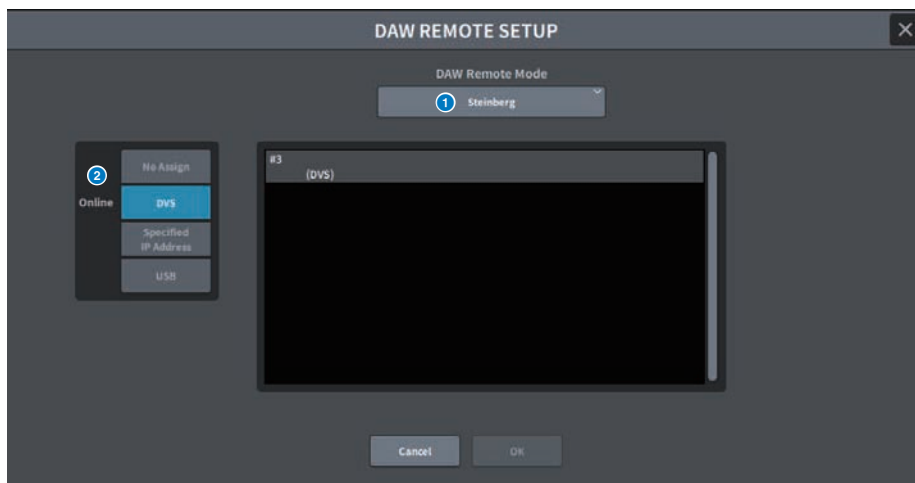 DAW REMOTE SETUP
DAW Remote Mode
1 Steinberg
2
No Assign
Online
DVS
Specified
IP Address
USB
#3
(DVS)
Cancel
OK